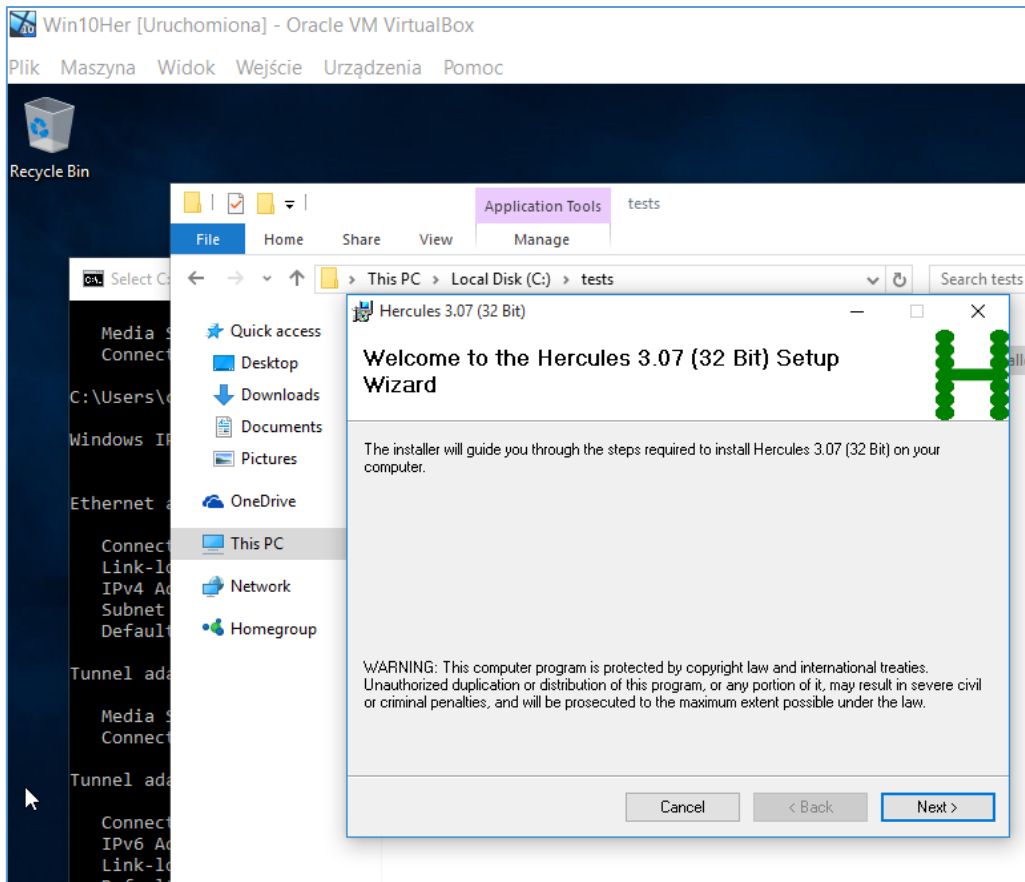 Win10Her [Uruchomiona] - Oracle VM VirtualBox
Plik Maszyna Widok Wejście Urządzenia Pomoc
Recycle Bin
Application Tools tests
File Home Share View Manage
Select C:
This PC > Local Disk (C:) > tests
Search tests
Media
Connect
C:\Users\
Windows IP
Ethernet
Connect
Link-lo
IPv4
Subnet
Default
Tunnel ada
Media
Connect
Tunnel ada
Connect
IPv6
Link-lo
Quick access
Desktop
Downloads
Documents
Pictures
OneDrive
This PC
Network
Homegroup
Hercules 3.07 (32 Bit)
Welcome to the Hercules 3.07 (32 Bit) Setup
Wizard
H
The installer will guide you through the steps required to install Hercules 3.07 (32 Bit) on your
computer.
WARNING: This computer program is protected by copyright law and international treaties.
Unauthorized duplication or distribution of this program, or any portion of it, may result in severe civil
or criminal penalties, and will be prosecuted to the maximum extent possible under the law.
Cancel < Back Next >